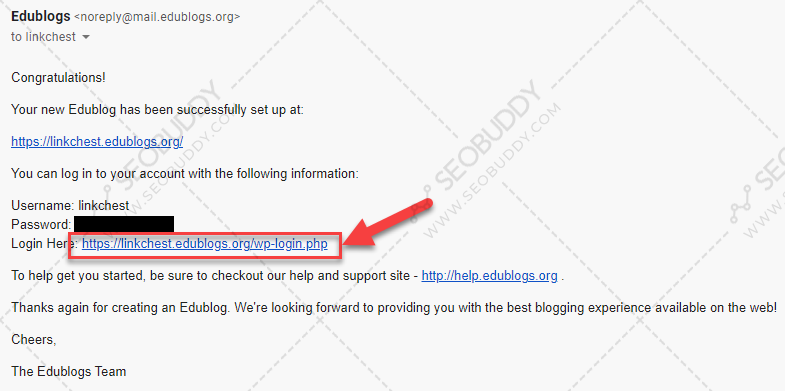 Edublogs <noreply@mail.edublogs.org>
to linkchest
Congratulations!
Your new Edublog has been successfully set up at:
https://linkchest.edublogs.org/
You can log in to your account with the following information:
Username: linkchest
Password:
Login Here: https://linkchest.edublogs.org/wp-login.php
To help get you started, be sure to checkout our help and support site - http://help.edublogs.org .
Thanks again for creating an Edublog. We're looking forward to providing you with the best blogging experience available on the web!
Cheers,
The Edublogs Team
SEOBUDDY
WWW.SEOBUDDY.COM
SEOBUDDY
WWW.SEOBUDDY.COM
SEOBUDDY
WWW.SEOBUDDY.COM